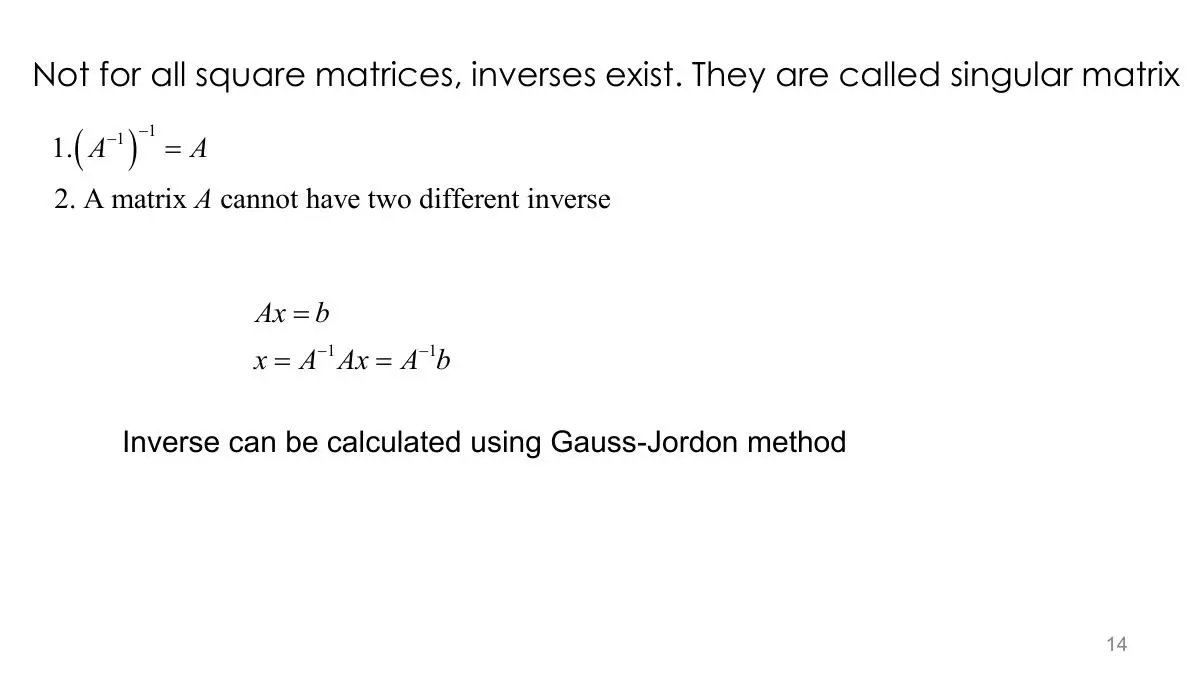 Not for all square matrices, inverses exist. They are called singular matrix
1.(A⁻¹)⁻¹ = A
2. A matrix A cannot have two different inverse
Ax = b
x = A⁻¹Ax = A⁻¹b
Inverse can be calculated using Gauss-Jordon method
14